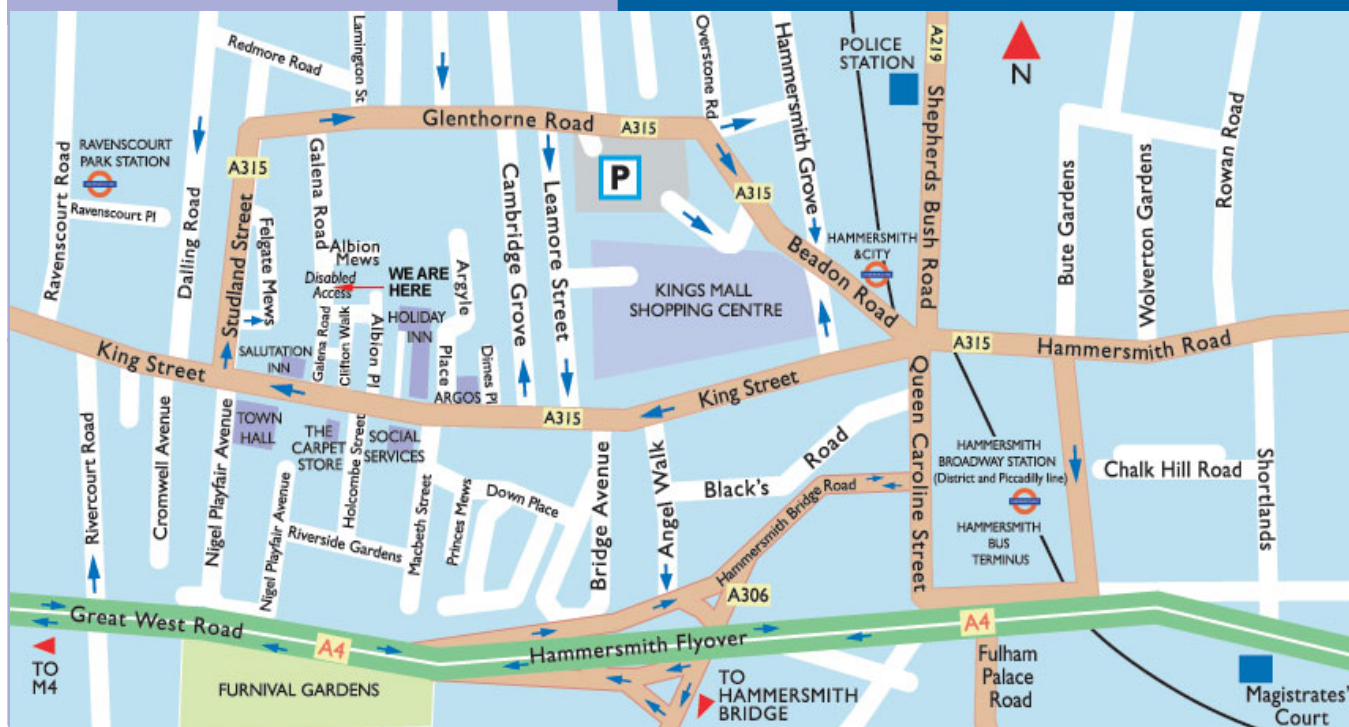 Redmore Road
Lamington St
Overstone Rd
Hammersmith Grove
POLICE
STATION
A219
N
Shepherds Bush Road
Rowan Road
Glenthorne Road
A315
RAVENSCOURT
PARK STATION
Ravenscourt Pl
Ravenscourt Road
Dalling Road
A315
Studland Street
Felgate Mews
Galena Road
Albion
Mews
Disabled
Access
WE ARE
HERE
HOLIDAY
INN
Argyle
Place
Cambridge Grove
Leamore Street
P
A315
Beadon Road
HAMMERSMITH
&CITY
KINGS MALL
SHOPPING CENTRE
Bute Gardens
Wolverton Gardens
King Street
SALUTATION
INN
Galena Road
Clifton Walk
Albion Pl
Dimes Pl
ARGOS
A315
King Street
A315
Hammersmith Road
TOWN
HALL
THE
CARPET
STORE
SOCIAL
SERVICES
Rivercourt Road
Cromwell Avenue
Nigel Playfair Avenue
Nigel Playfair Avenue
Holcombe Street
Riverside Gardens
Macbeth Street
Princes Mews
Down Place
Bridge Avenue
Angel Walk
Black's
Road
Hammersmith Bridge Road
Queen Caroline Street
HAMMERSMITH
BROADWAY STATION
(District and Piccadilly line)
HAMMERSMITH
BUS
TERMINUS
Chalk Hill Road
Shortlands
A306
Great West Road
A4
Hammersmith Flyover
A4
TO
M4
FURNIVAL GARDENS
TO
HAMMERSMITH
BRIDGE
Fulham
Palace
Road
Magistrates'
Court